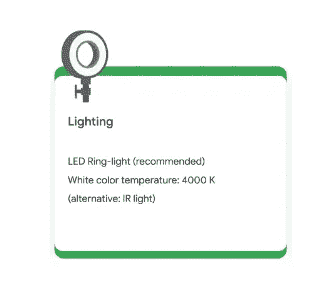 Lighting
LED Ring-light (recommended)
White color temperature: 4000 K
(alternative: IR light)